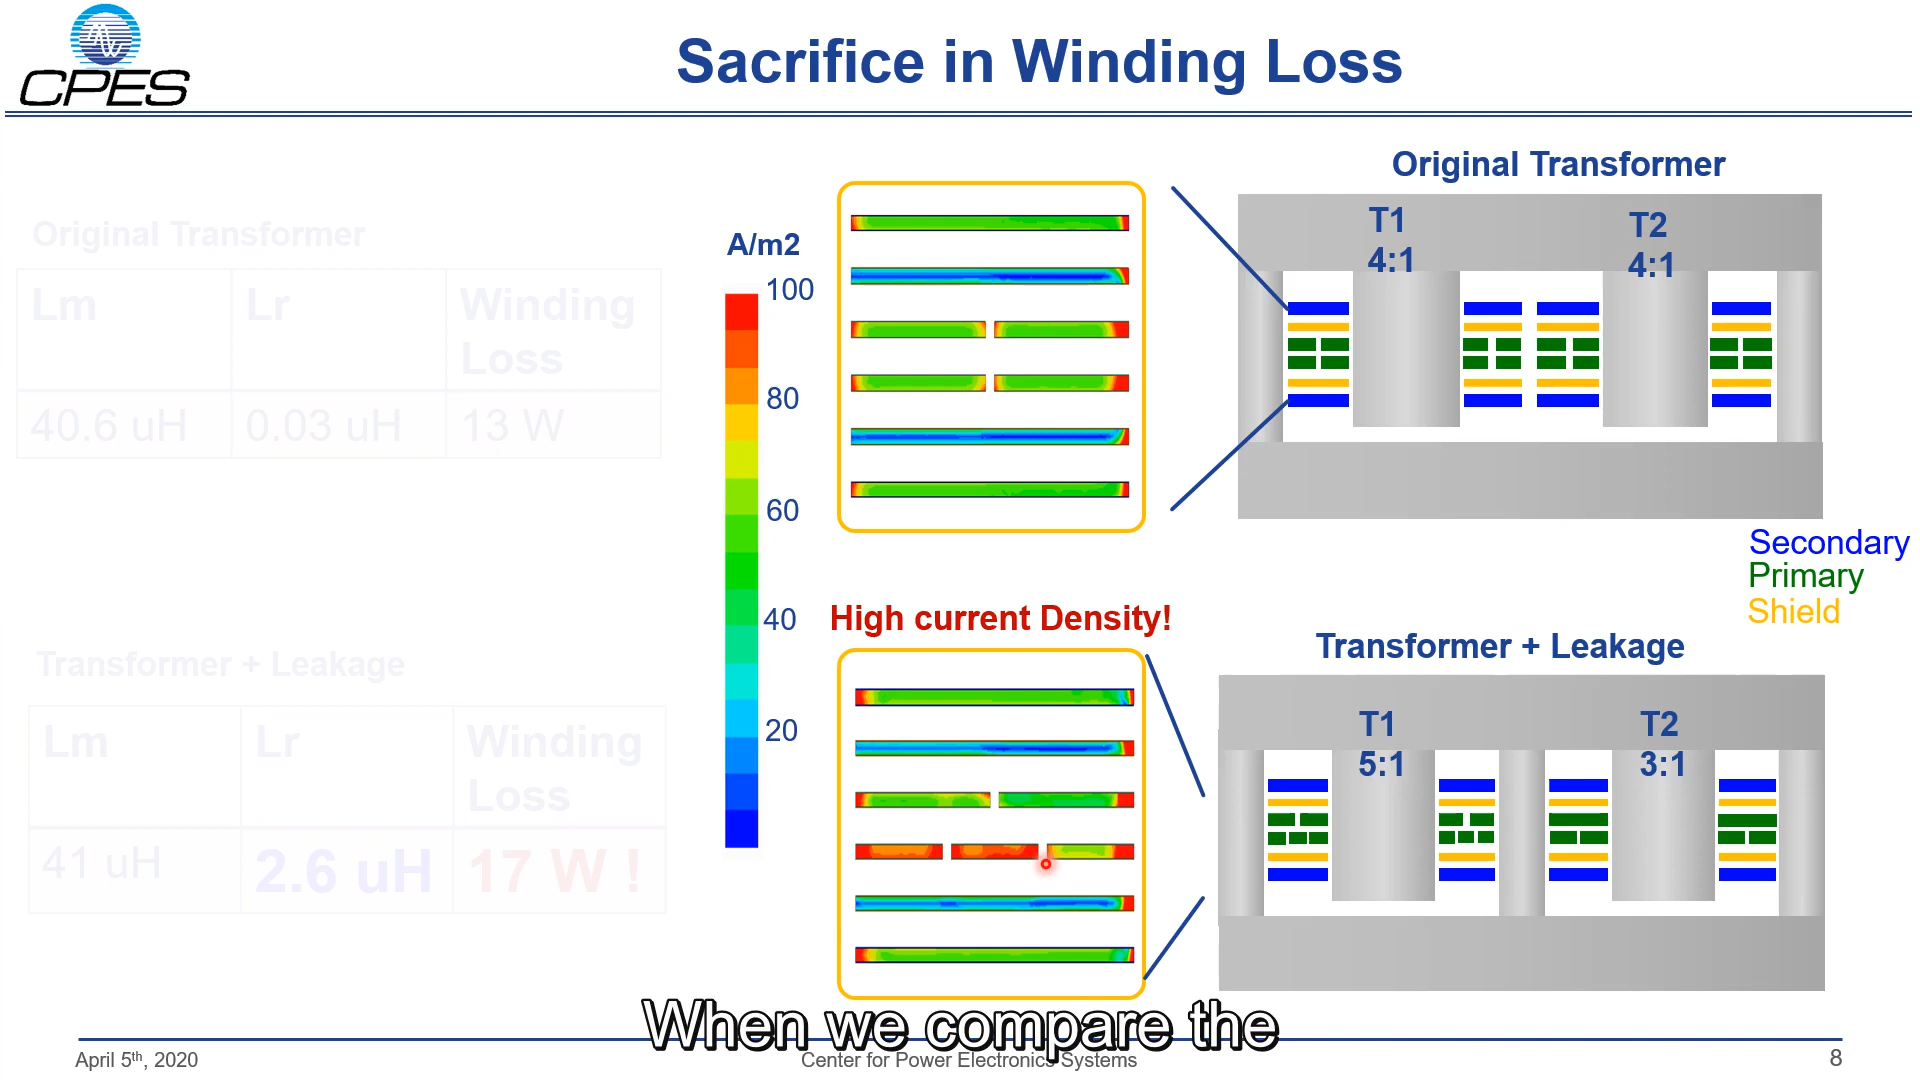 CPES
Sacrifice in Winding Loss
Original Transformer
Lm
Lr
Winding
Loss
40.6 uH
0.03 uH
13 W
Transformer + Leakage
Lm
Lr
Winding
Loss
41 uH
2.6 uH
17 W !
A/m2
100
80
60
40
20
High current Density!
Original Transformer
T1
4:1
T2
4:1
Secondary
Primary
Shield
Transformer + Leakage
T1
5:1
T2
3:1
When we compare the
April 5th, 2020
Center for Power Electronics Systems
8